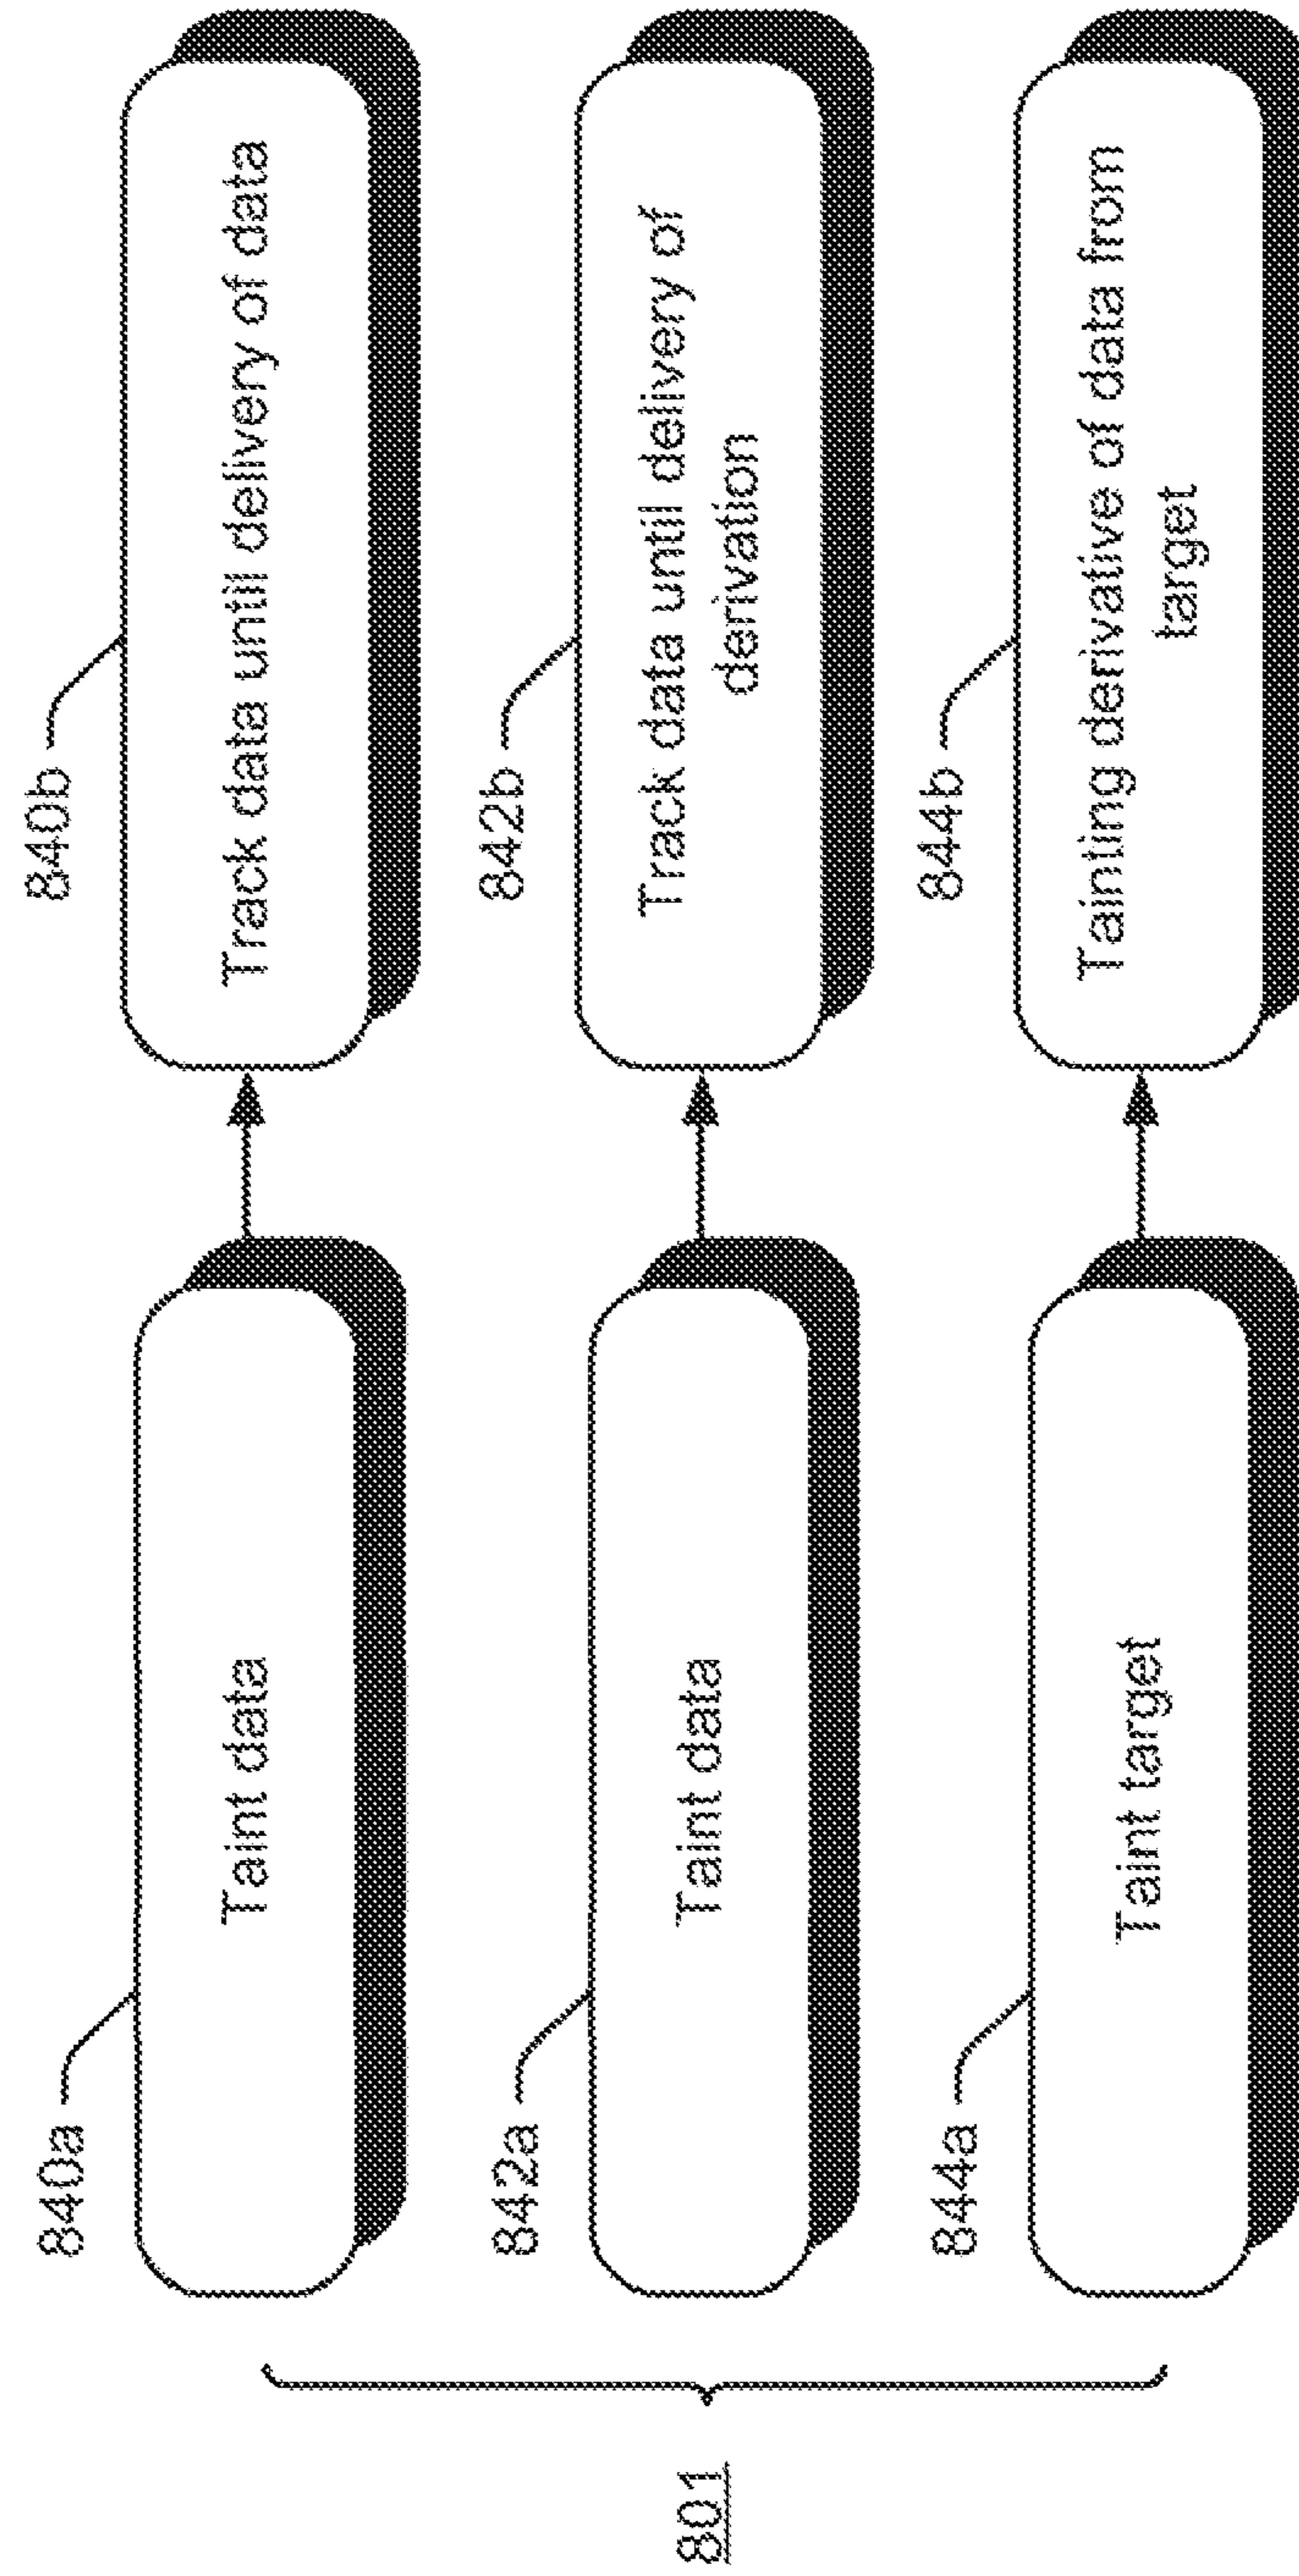 840a
Taint data
840b
Track data until delivery of data
842a
Taint data
842b
Track data until delivery of
derivation
844a
Taint target
844b
Tainting derivative of data from
target
801